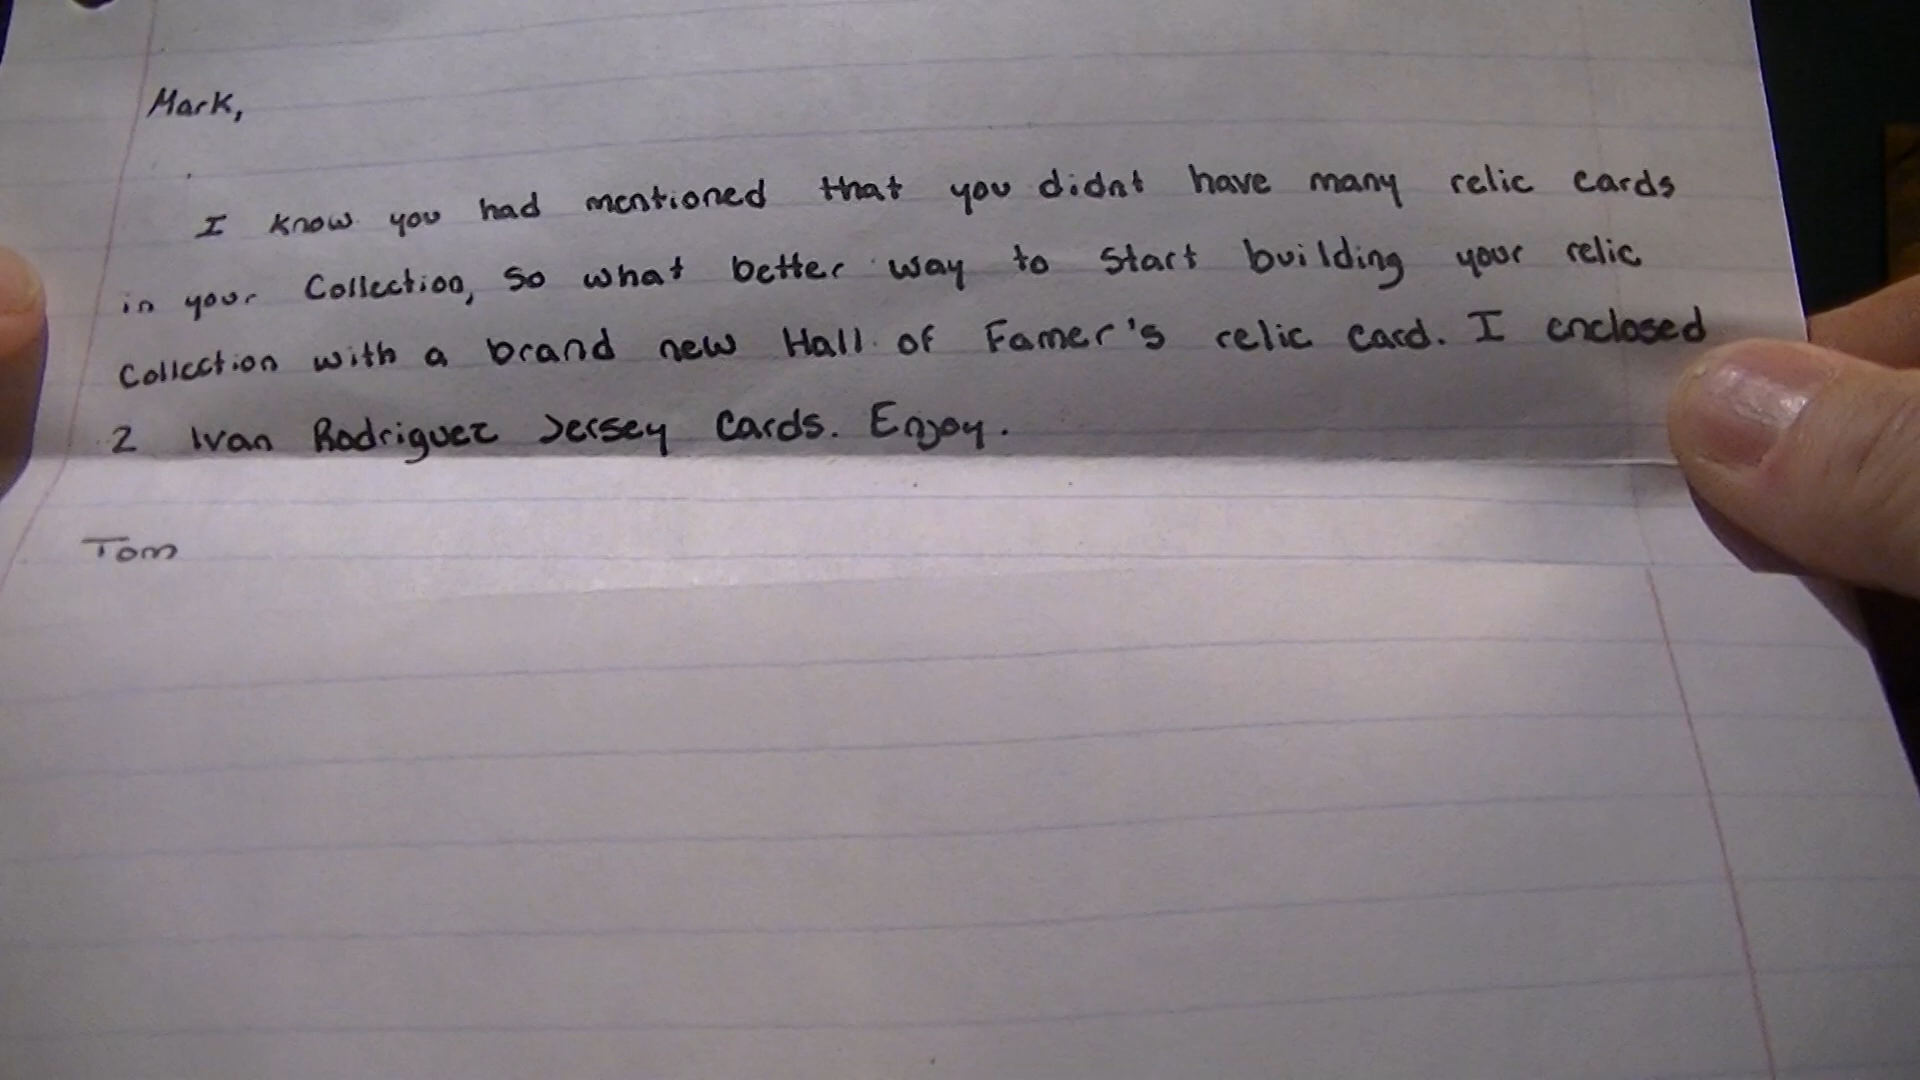 Mark,
I know you had mentioned that you didnt have many relic cards
in your Collection, so what better way to start building your relic
Collection with a brand new Hall of Famer's relic card. I enclosed
2 Ivan Rodriguez Jersey Cards. Enjoy.
Tom